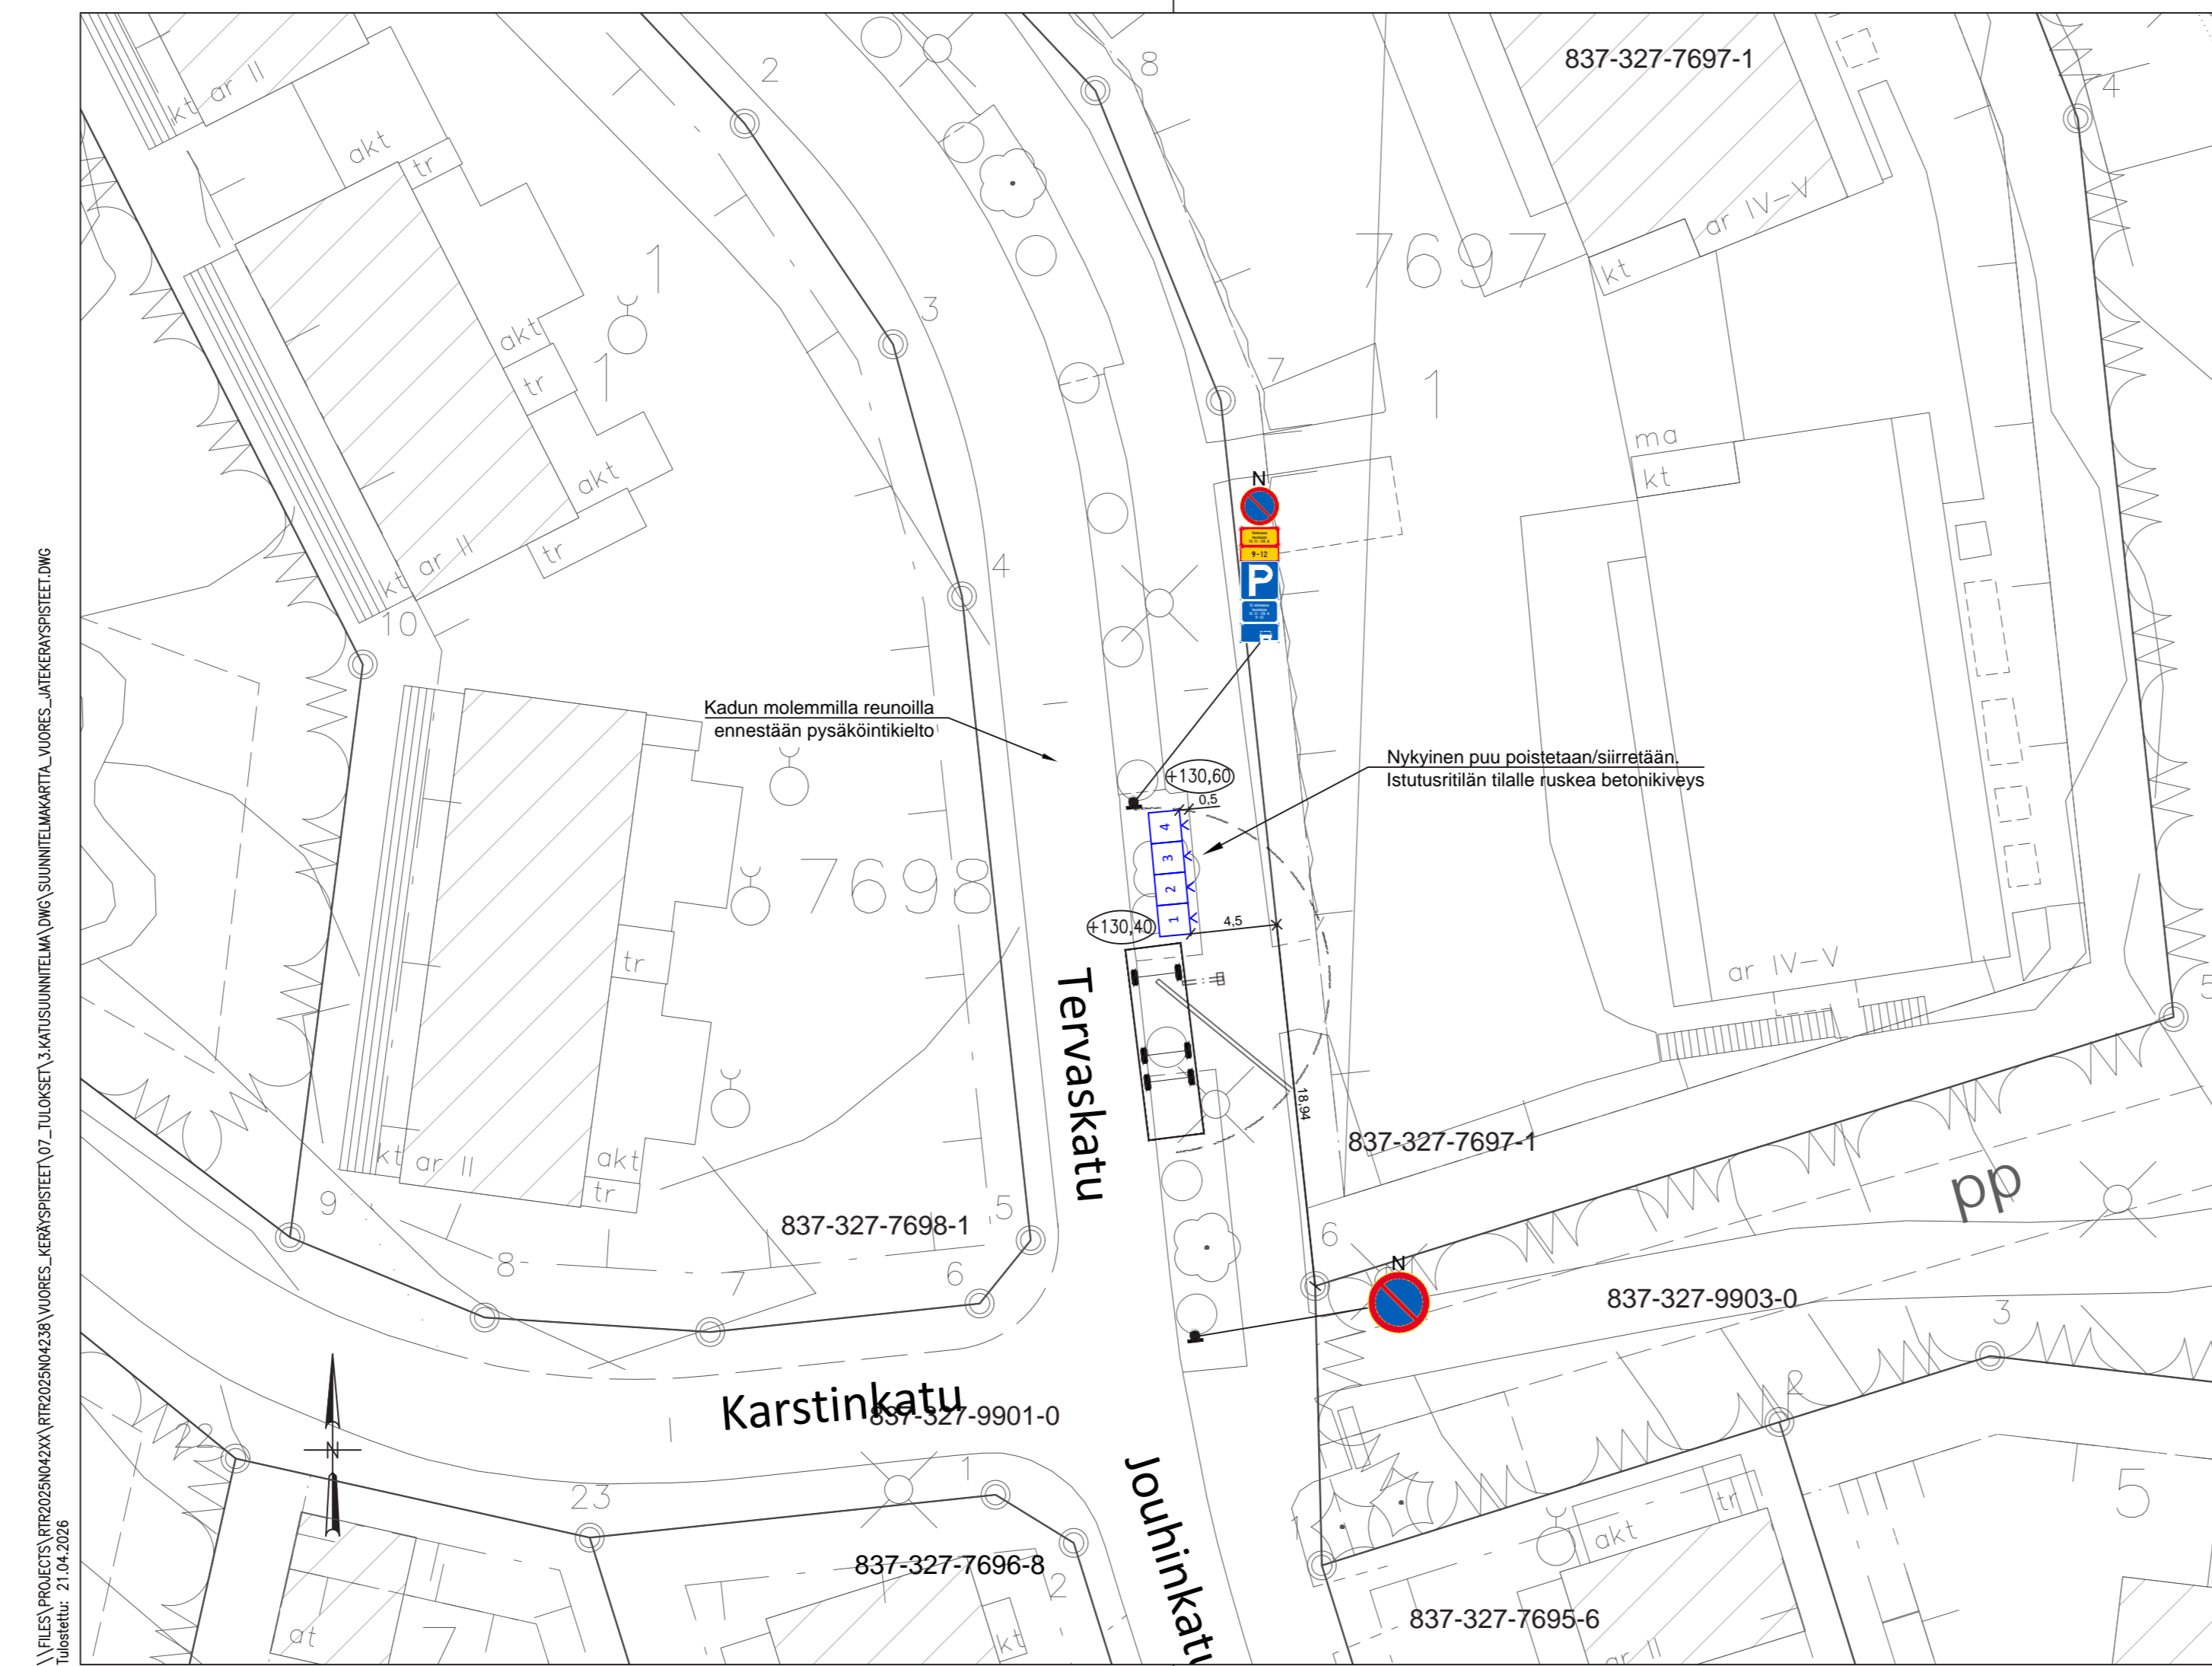 \\FILES\PROJECTS\RTR2025N042XX\RTR2025N04238\VUORES_KERÄYSPISTEET\07_TULOKSET\3.KATUSUUNNITELMA\DWG\SUUNNITELMAKARTTA_VUORES_JATEKERAYSPISTEET.DWG
Tulostettu: 21.04.2026
837-327-7697-1
kt ar II
2
8
4
akt
tr
ar IV-V
kt
7697
1
3
akt
1
tr
7
1
akt
ma
kt
tr
kt ar II
N
9-12
P
10
4
Kadun molemmilla reunoilla
ennestään pysäköintikielto
Nykyinen puu poistetaan/siirretään.
Istutusritilän tilalle ruskea betonikiveys
+130,60
0,5
4
3
2
1
7698
+130,40
4,5
tr
ar IV-V
5
Tervaskatu
18,94
837-327-7697-1
kt ar II
akt
tr
pp
9
837-327-7698-1
5
6
8
7
6
N
837-327-9903-0
3
2
Karstinkatu
837-327-9901-0
22
N
23
1
Jouhinkatu
1
tr
akt
5
837-327-7696-8
2
837-327-7695-6
at
7
kt
ar II